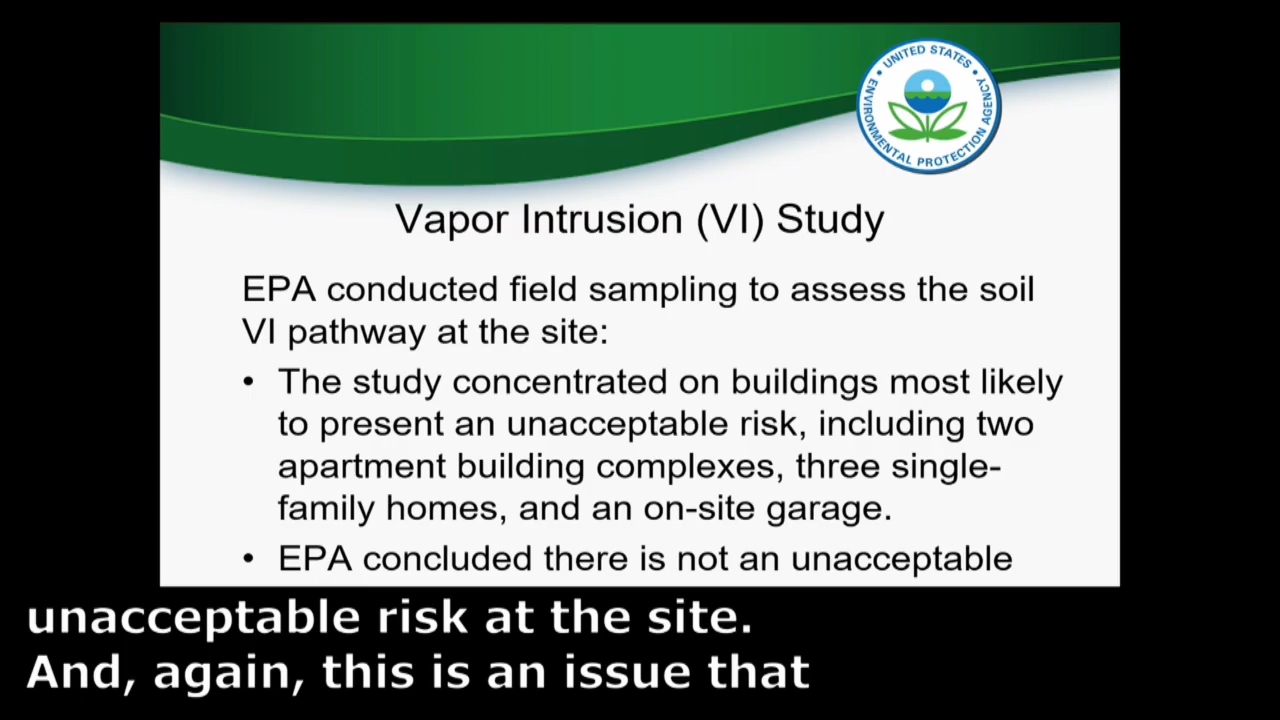 UNITED STATES
ENVIRONMENTAL PROTECTION AGENCY
Vapor Intrusion (VI) Study
EPA conducted field sampling to assess the soil
VI pathway at the site:
• The study concentrated on buildings most likely
to present an unacceptable risk, including two
apartment building complexes, three single-
family homes, and an on-site garage.
• EPA concluded there is not an unacceptable
unacceptable risk at the site.
And, again, this is an issue that